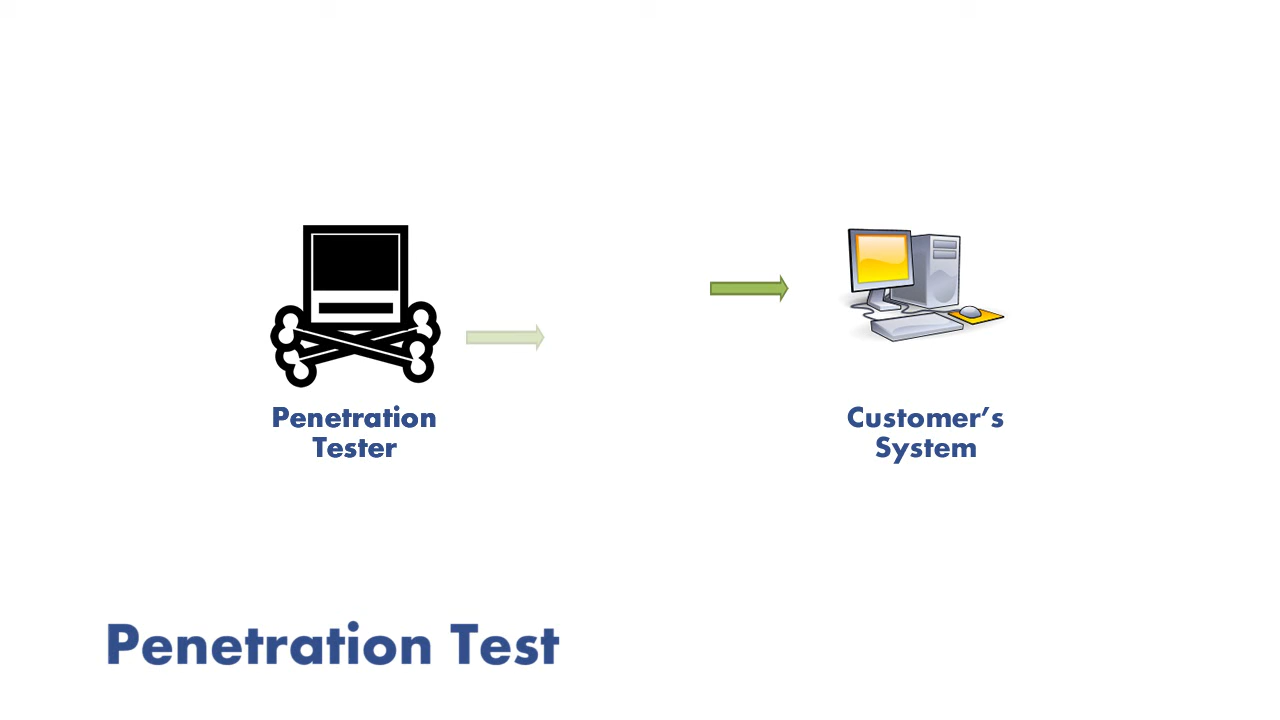 Penetration
Tester
Customer’s
System
Penetration Test